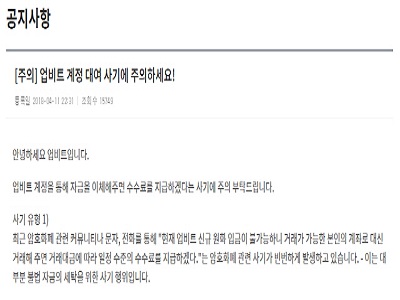 공지사항
[주의] 업비트 계정 대여 사기에 주의하세요!
등록일 2018-04-11 22:31 | 조회수 15743
안녕하세요 업비트입니다.
업비트 계정을 통해 자금을 이체해주면 수수료를 지급하겠다는 사기에 주의 부탁드립니다.
사기 유형 1)
최근 암호화폐 관련 커뮤니티나 문자, 전화를 통해 "현재 업비트 신규 원화 입금이 불가능하니 거래가 가능한 본인의 계좌로 대신
거래해 주면 거래대금에 따라 일정 수준의 수수료를 지급하겠다."는 암호화폐 관련 사기가 빈번하게 발생하고 있습니다. - 이는 대
부분 불법 자금의 세탁을 위한 사기 행위입니다.